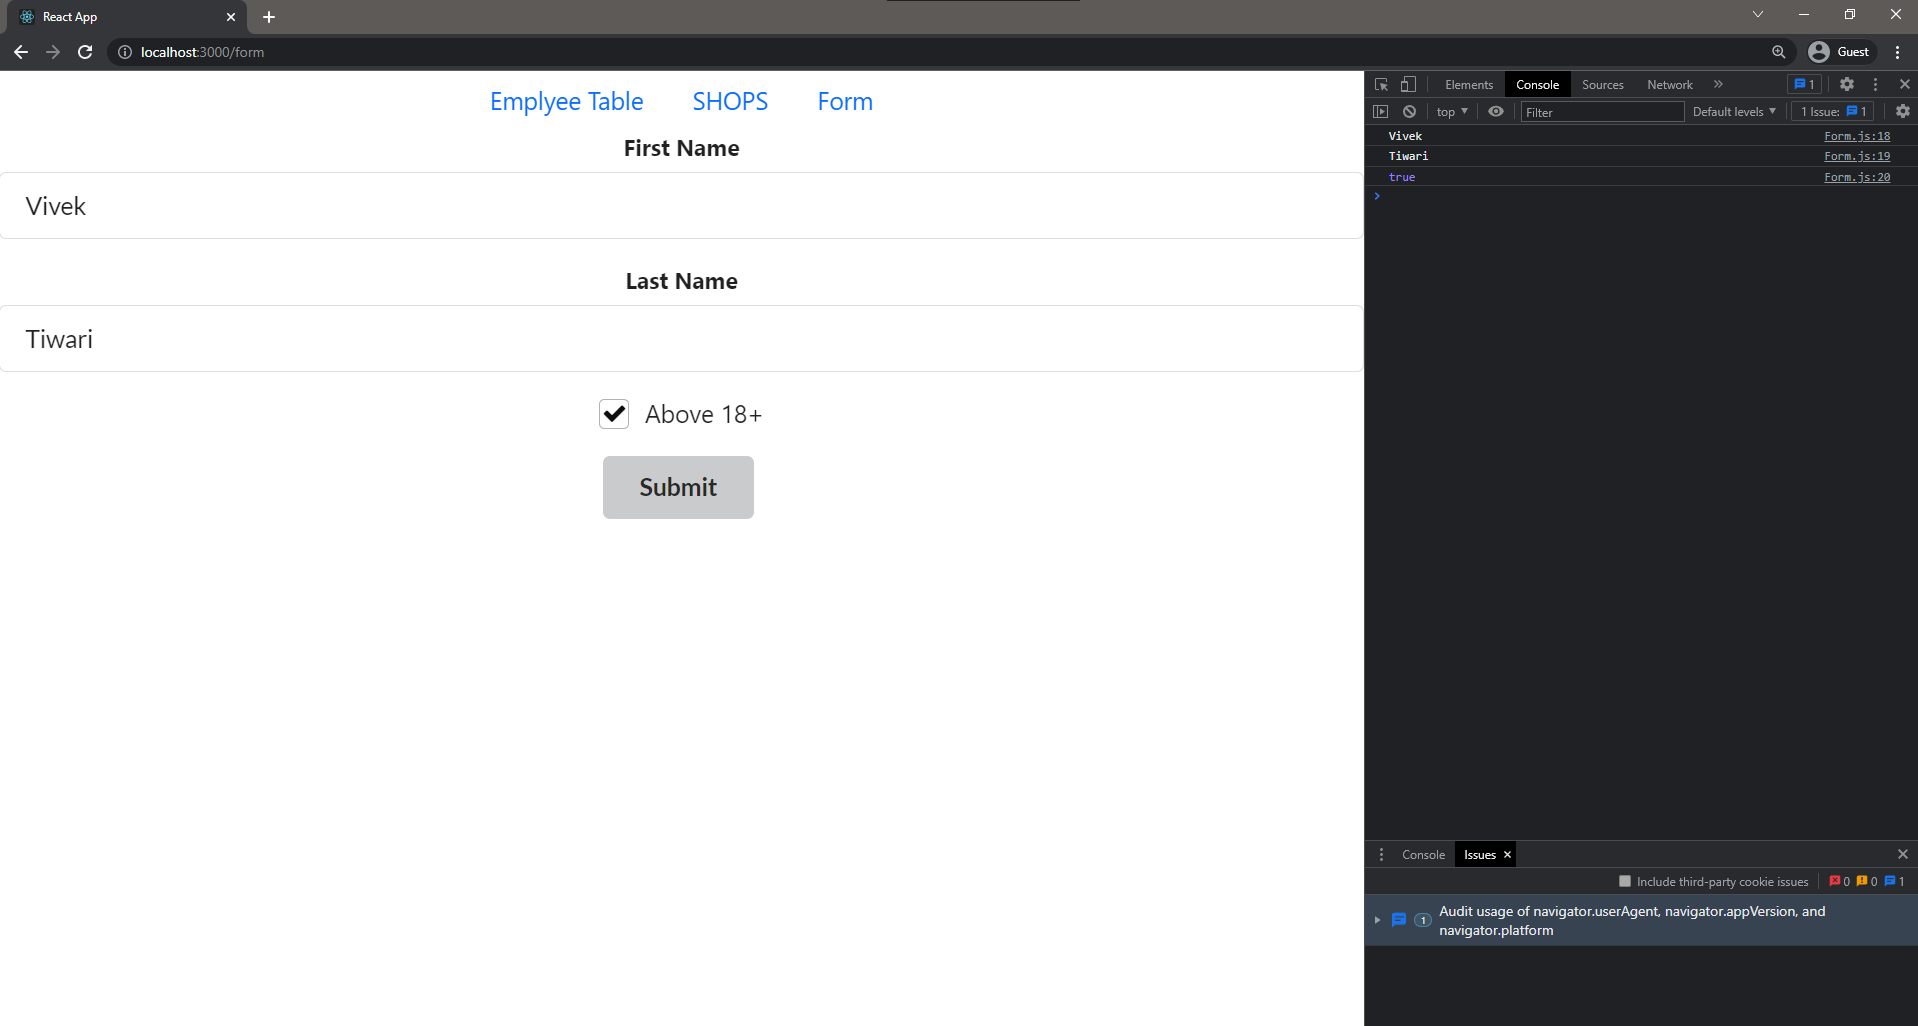 React App
localhost:3000/form
Guest
Emplyee Table SHOPS Form
First Name
Vivek
Last Name
Tiwari
Above 18+
Submit
Elements Console Sources Network 1
top Filter Default levels 1 Issue: 1
Vivek Form.js:18
Tiwari Form.js:19
true Form.js:20
Console Issues
Include third-party cookie issues 0 0 1
1 Audit usage of navigator.userAgent, navigator.appVersion, and
navigator.platform